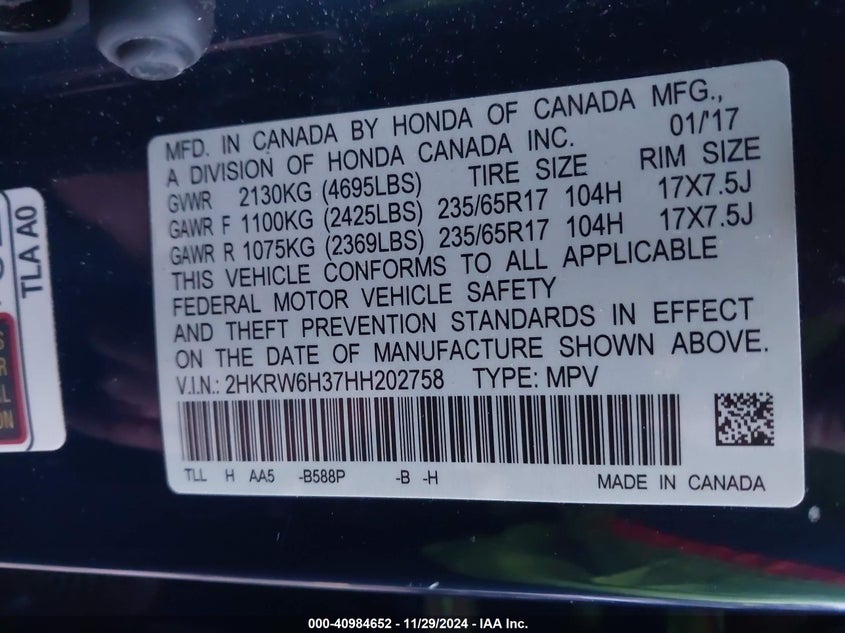 MFD. IN CANADA BY HONDA OF CANADA MFG.,
A DIVISION OF HONDA CANADA INC. 01/'17
GVWR 2130KG (4695LBS) TIRE SIZE RIM SIZE
GAWR F 1100KG (2425LBS) 235/65R17 104H 17X7.5J
GAWR R 1075KG (2369LBS) 235/65R17 104H 17X7.5J
THIS VEHICLE CONFORMS TO ALL APPLICABLE
FEDERAL MOTOR VEHICLE SAFETY
AND THEFT PREVENTION STANDARDS IN EFFECT
ON THE DATE OF MANUFACTURE SHOWN ABOVE.
V.I.N.: 2HKRW6H37HH202758 TYPE: MPV
TLL H AA5 -B588P -B -H MADE IN CANADA
TLA A0
000-40984652 - 11/29/2024 - IAA Inc.